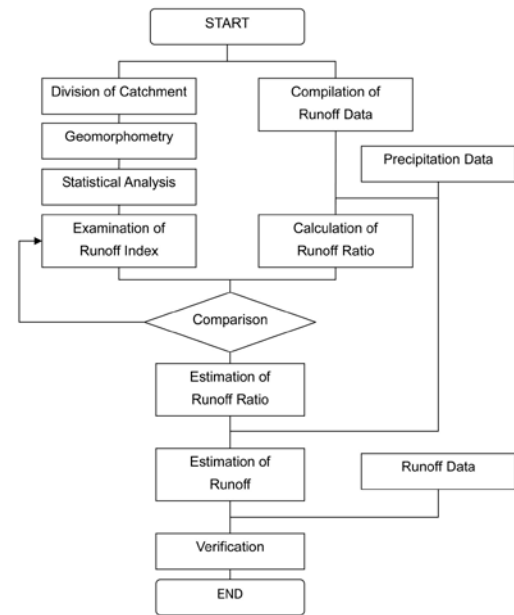 START
Division of Catchment
Compilation of
Runoff Data
Geomorphometry
Precipitation Data
Statistical Analysis
Examination of
Runoff Index
Calculation of
Runoff Ratio
Comparison
Estimation of
Runoff Ratio
Estimation of
Runoff
Runoff Data
Verification
END